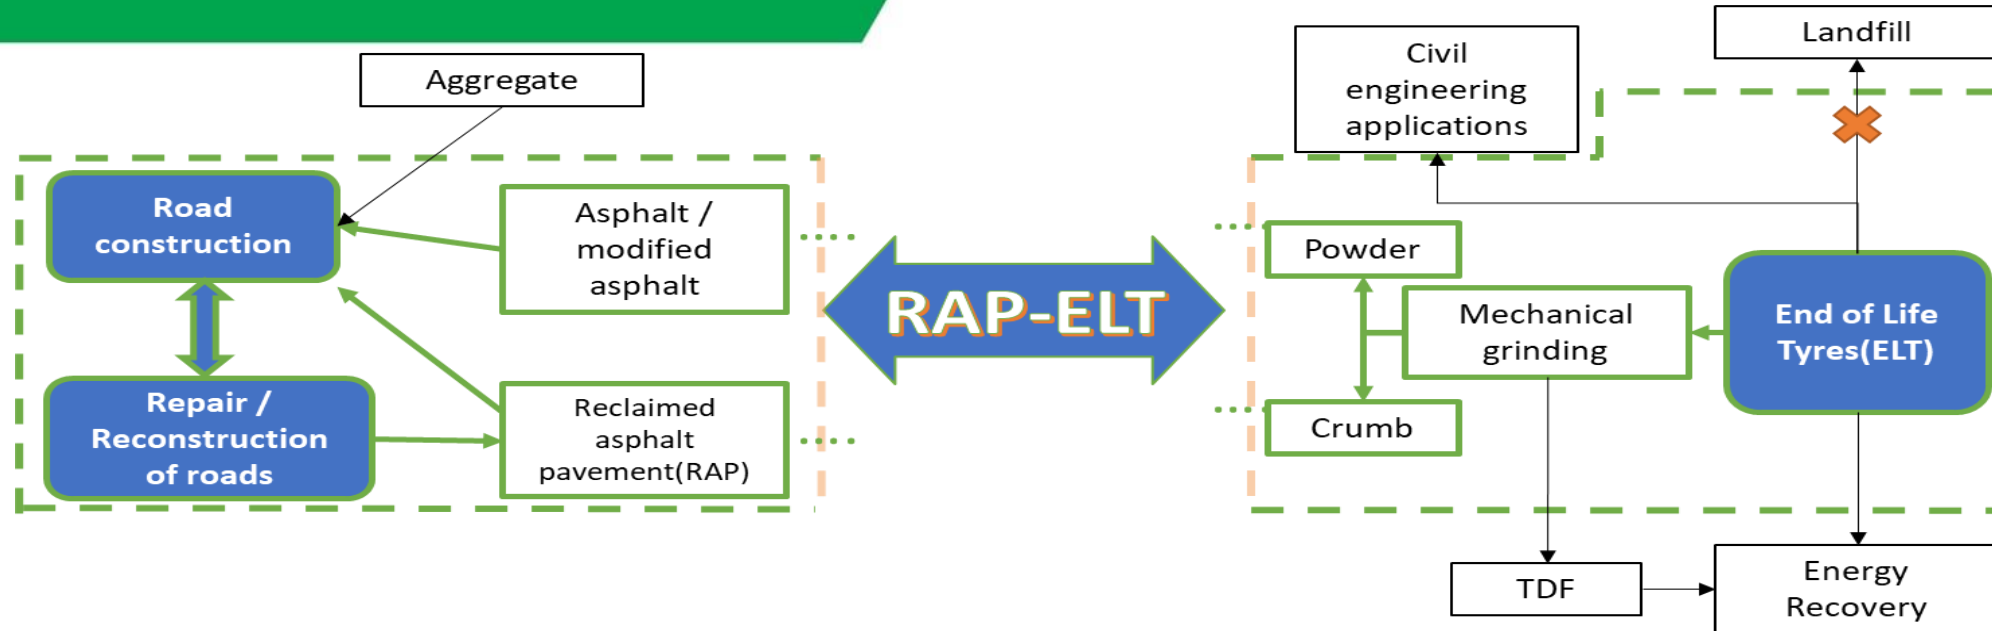 Aggregate
Road
construction
Asphalt /
modified
asphalt
Repair /
Reconstruction
of roads
Reclaimed
asphalt
pavement(RAP)
RAP-ELT
Civil
engineering
applications
Landfill
Powder
Mechanical
grinding
Crumb
End of Life
Tyres(ELT)
TDF
Energy
Recovery